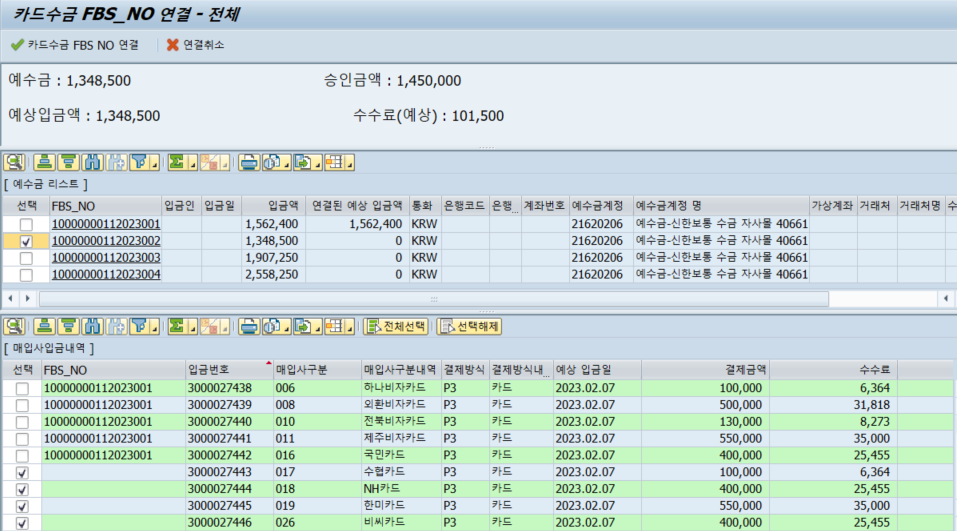 카드수금 FBS_NO 연결 - 전체
카드수금 FBS NO 연결 연결취소
예수금 : 1,348,500 승인금액 : 1,450,000
예상입금액 : 1,348,500 수수료(예상) : 101,500
[ 예수금 리스트 ]
선택 FBS_NO 입금인 입금일 입금액 연결된 예상 입금액 통화 은행코드 은행... 계좌번호 예수금계정 예수금계정 명 가상계좌 거래처 거래처명 수
10000000112023001 1,562,400 1,562,400 KRW 21620206 예수금-신한보통 수금 자사몰 40661
10000000112023002 1,348,500 0 KRW 21620206 예수금-신한보통 수금 자사몰 40661
10000000112023003 1,907,250 0 KRW 21620206 예수금-신한보통 수금 자사몰 40661
10000000112023004 2,558,250 0 KRW 21620206 예수금-신한보통 수금 자사몰 40661
전체선택 선택해제
[ 매입사입금내역 ]
선택 FBS_NO 입금번호 매입사구분 매입사구분내역 결제방식 결제방식내... 예상 입금일 결제금액 수수료
10000000112023001 3000027438 006 하나비자카드 P3 카드 2023.02.07 100,000 6,364
10000000112023001 3000027439 008 외환비자카드 P3 카드 2023.02.07 500,000 31,818
10000000112023001 3000027440 010 전북비자카드 P3 카드 2023.02.07 130,000 8,273
10000000112023001 3000027441 011 제주비자카드 P3 카드 2023.02.07 550,000 35,000
10000000112023001 3000027442 016 국민카드 P3 카드 2023.02.07 400,000 25,455
3000027443 017 수협카드 P3 카드 2023.02.07 100,000 6,364
3000027444 018 NH카드 P3 카드 2023.02.07 400,000 25,455
3000027445 019 한미카드 P3 카드 2023.02.07 550,000 35,000
3000027446 026 비씨카드 P3 카드 2023.02.07 400,000 25,455